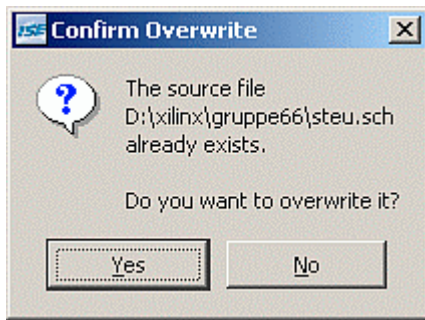 ISE Confirm Overwrite
?
The source file
D:\xilinx\gruppe66\steu.sch
already exists.
Do you want to overwrite it?
Yes No